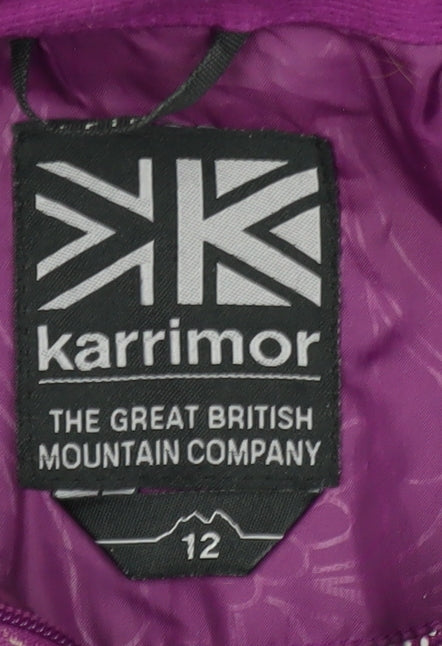 karrimor
THE GREAT BRITISH
MOUNTAIN COMPANY
12